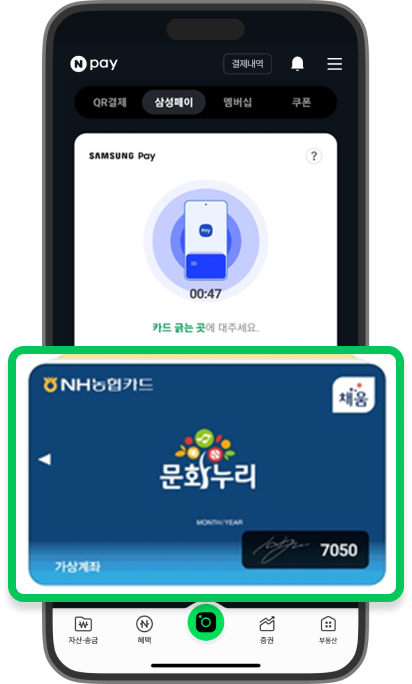 N pay
결제내역
QR결제 삼성페이 멤버십 쿠폰
SAMSUNG Pay
?
Pay
00:47
카드 긁는 곳에 대주세요.
NH농협카드
채움
문화누리
MONTH/YEAR
7050
가상계좌
자산·송금 혜택 증권 부동산